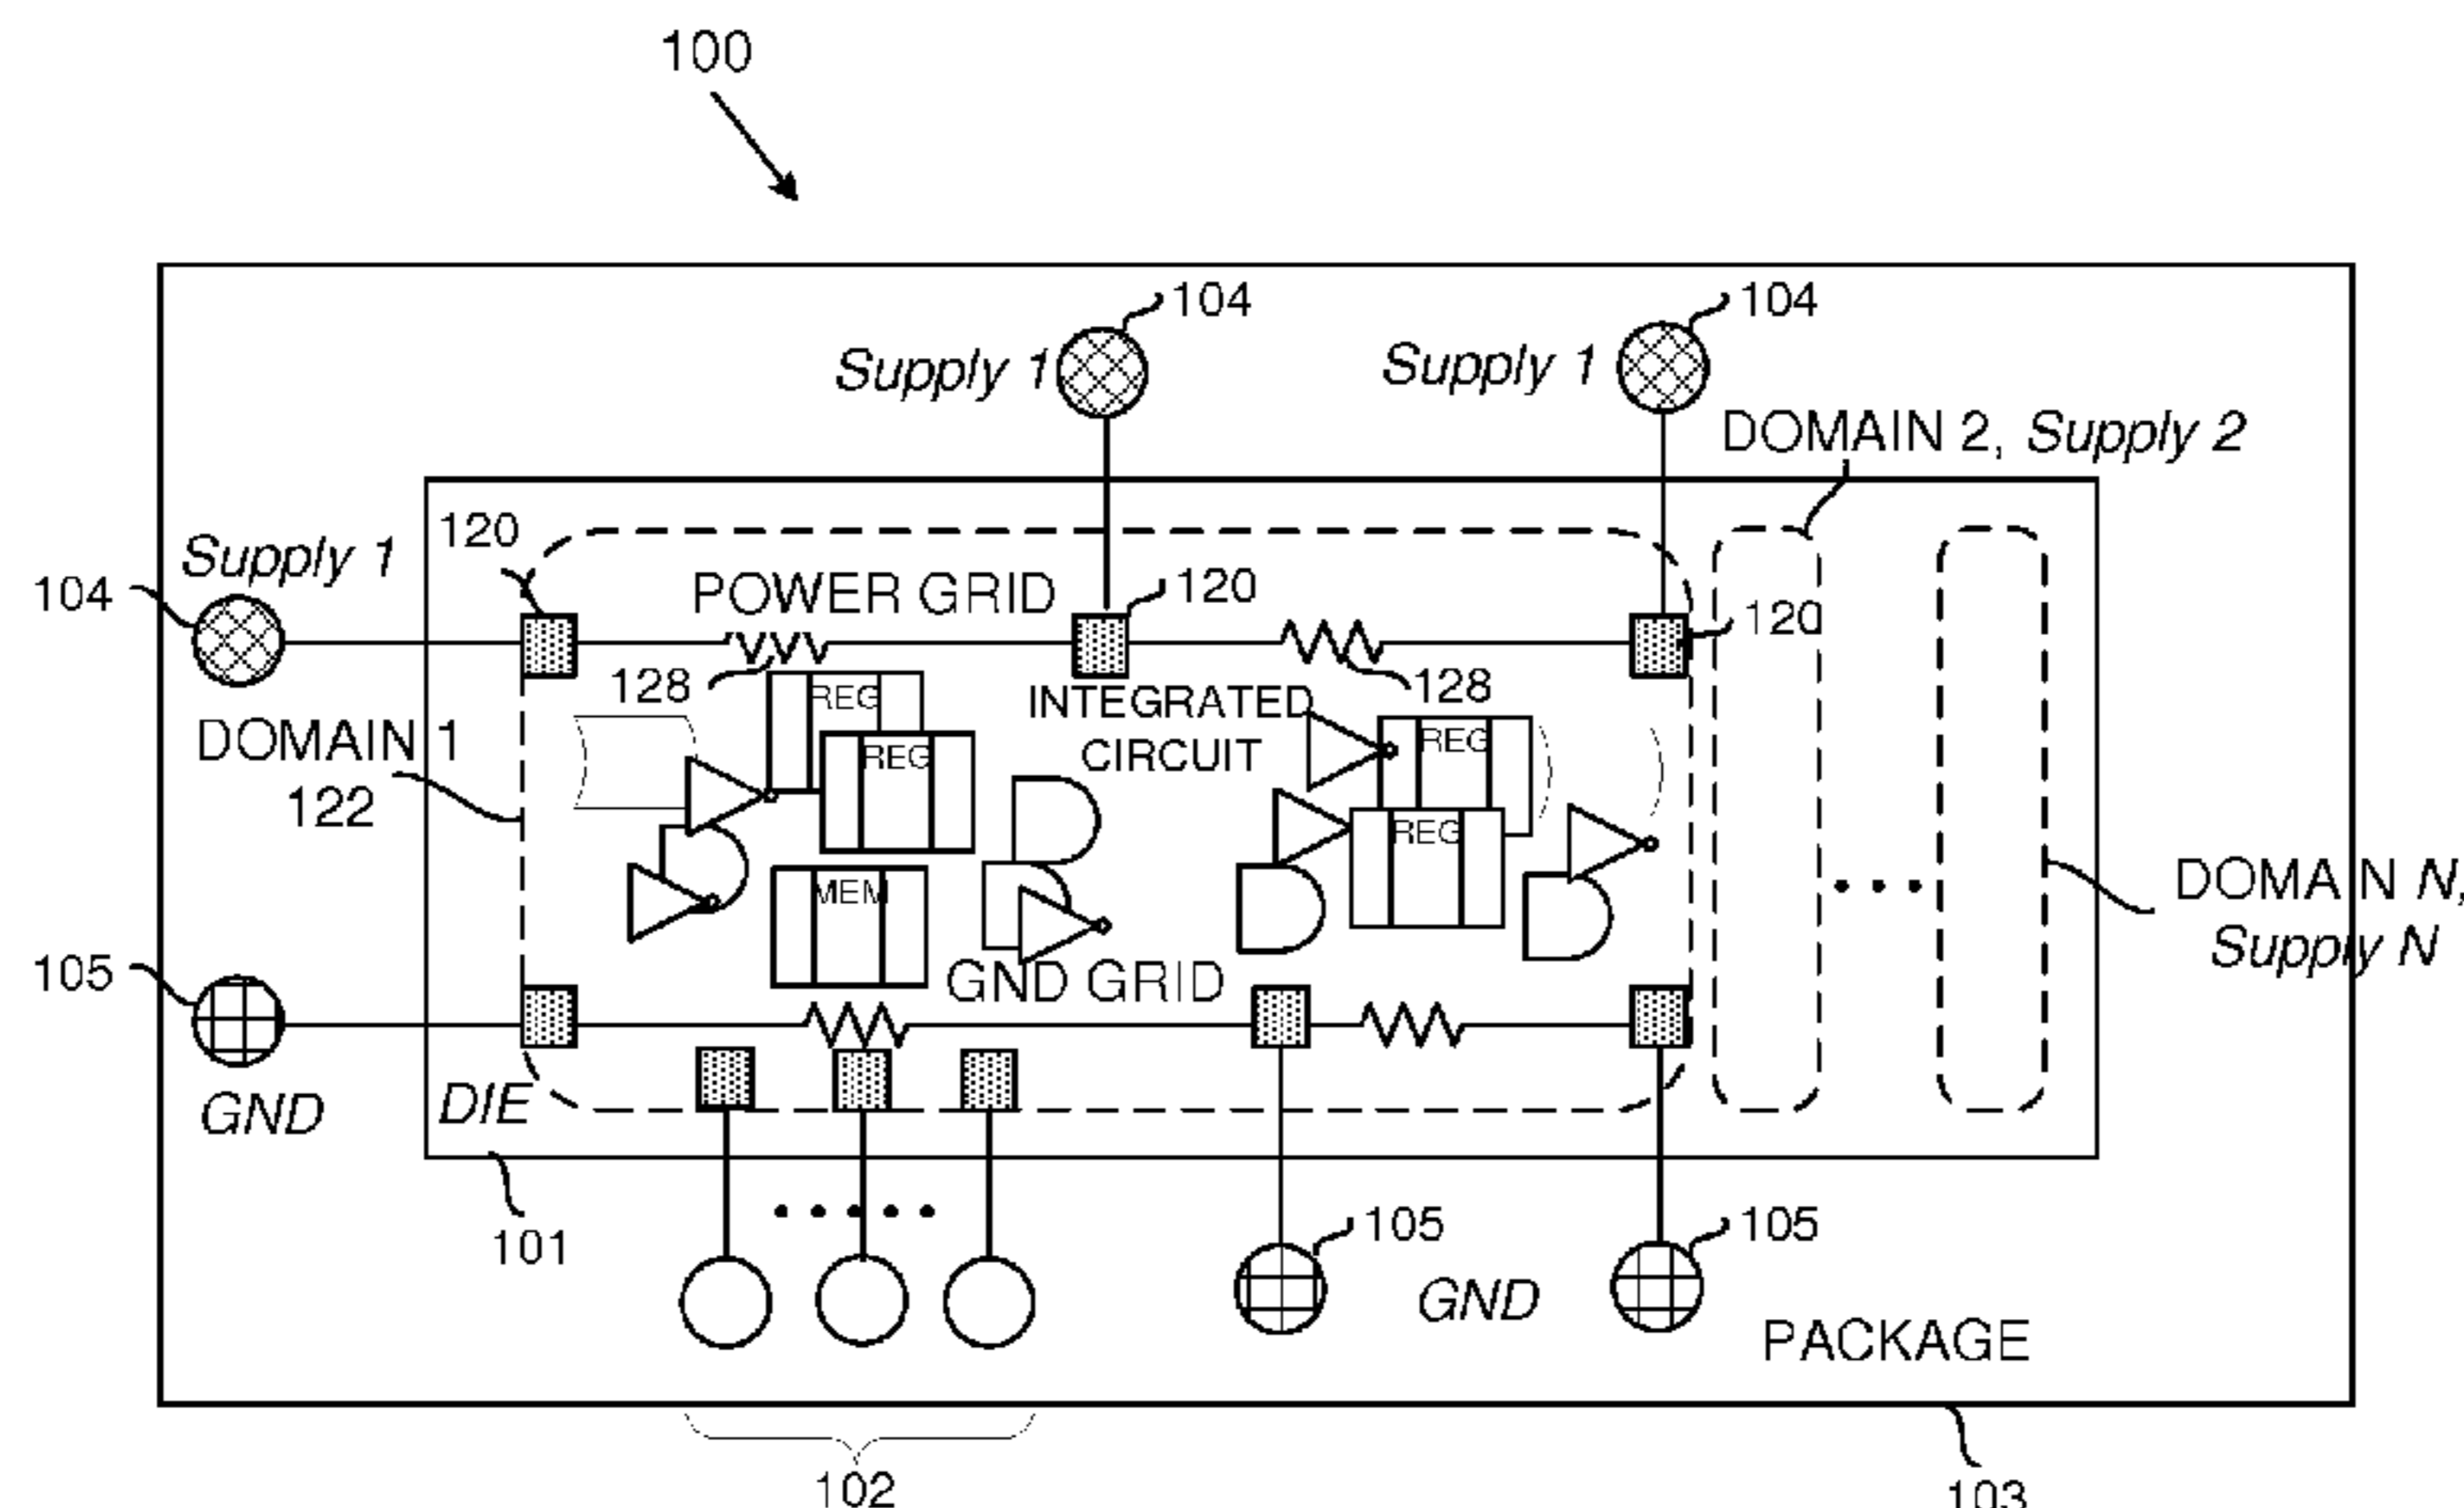 100
104
104
Supply 1
Supply 1
DOMAIN 2, Supply 2
120
Supply 1
POWER GRID
120
104
120
128
REG
INTEGRATED
CIRCUIT
128
DOMAIN 1
122
REG
REG
REG
MEM
DOMAIN N,
Supply N
105
GND GRID
GND
DIE
101
105
105
GND
PACKAGE
102
103